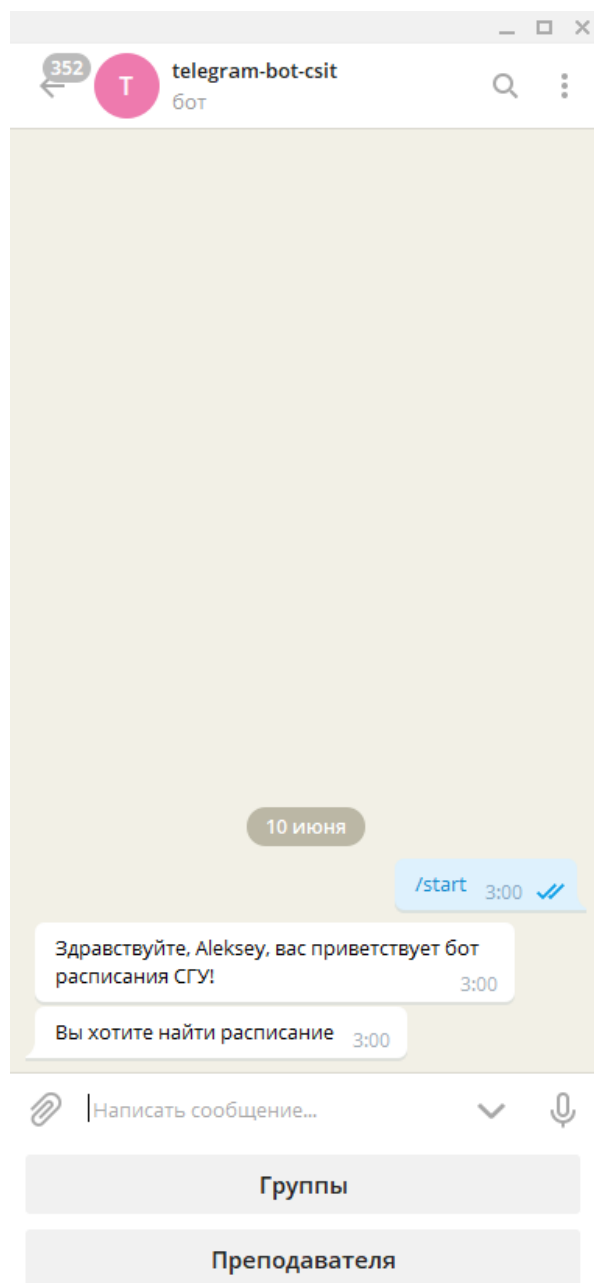 352
T
telegram-bot-csit
бот
10 июня
/start 3:00
Здравствуйте, Aleksey, вас приветствует бот
расписания СГУ!
3:00
Вы хотите найти расписание 3:00
Написать сообщение...
Группы
Преподавателя